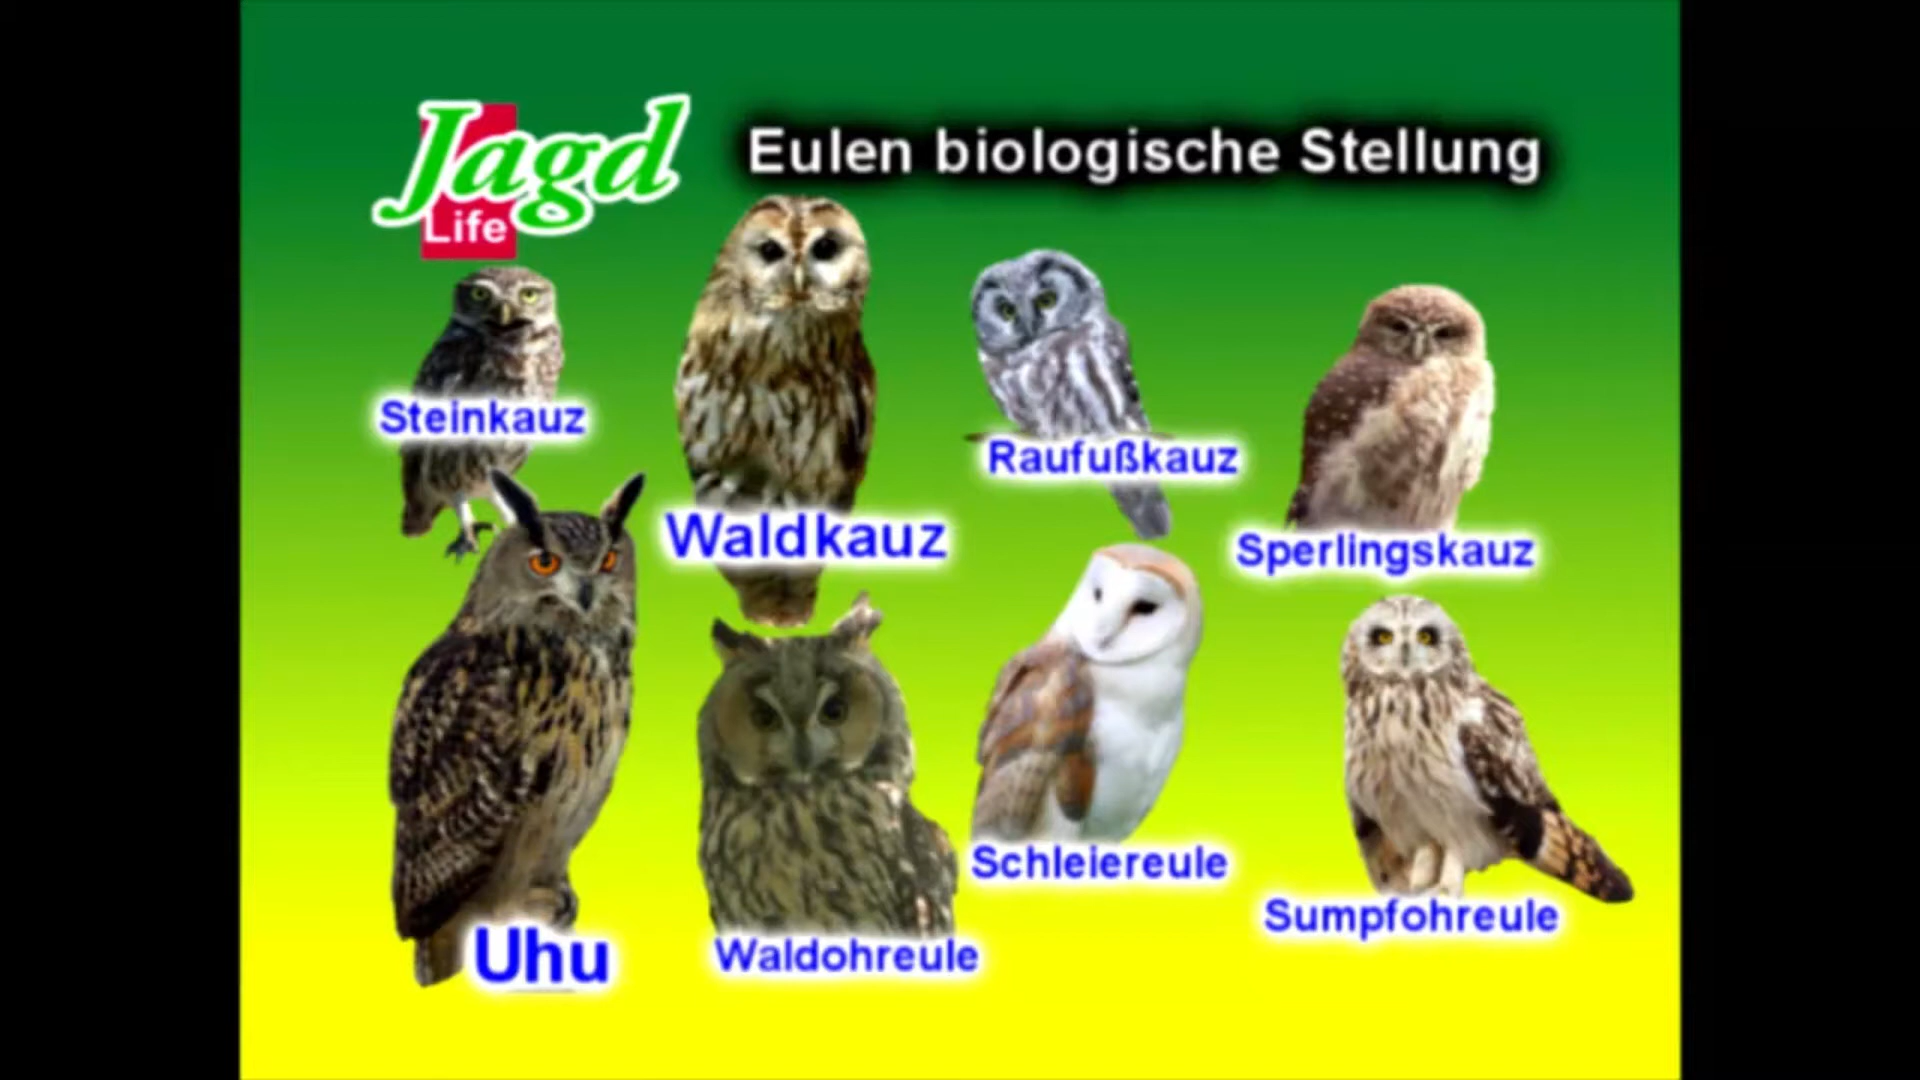 Jagd
Life
Eulen biologische Stellung
Steinkauz
Waldkauz
Raufußkauz
Sperlingskauz
Uhu
Waldohreule
Schleiereule
Sumpfohreule